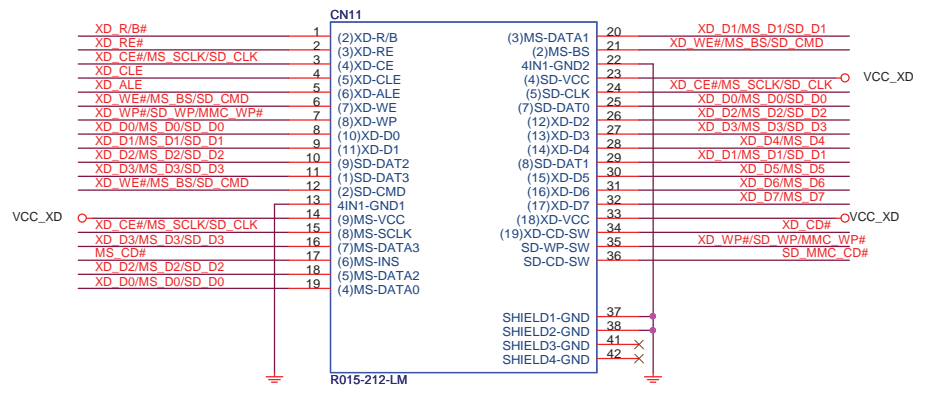 CN11
XD_R/B# 1 (2)XD-R/B
XD_RE# 2 (3)XD-RE
XD_CE#/MS_SCLK/SD_CLK 3 (4)XD-CE
XD_CLE 4 (5)XD-CLE
XD_ALE 5 (6)XD-ALE
XD_WE#/MS_BS/SD_CMD 6 (7)XD-WE
XD_WP#/SD_WP/MMC_WP# 7 (8)XD-WP
XD_D0/MS_D0/SD_D0 8 (10)XD-D0
XD_D1/MS_D1/SD_D1 9 (11)XD-D1
XD_D2/MS_D2/SD_D2 10 (9)SD-DAT2
XD_D3/MS_D3/SD_D3 11 (1)SD-DAT3
XD_WE#/MS_BS/SD_CMD 12 (2)SD-CMD
13 4IN1-GND1
VCC_XD 14 (9)MS-VCC
XD_CE#/MS_SCLK/SD_CLK 15 (8)MS-SCLK
XD_D3/MS_D3/SD_D3 16 (7)MS-DATA3
MS_CD# 17 (6)MS-INS
XD_D2/MS_D2/SD_D2 18 (5)MS-DATA2
XD_D0/MS_D0/SD_D0 19 (4)MS-DATA0
(3)MS-DATA1 20 XD_D1/MS_D1/SD_D1
(2)MS-BS 21 XD_WE#/MS_BS/SD_CMD
4IN1-GND2 22
(4)SD-VCC 23 VCC_XD
(5)SD-CLK 24 XD_CE#/MS_SCLK/SD_CLK
(7)SD-DAT0 25 XD_D0/MS_D0/SD_D0
(12)XD-D2 26 XD_D2/MS_D2/SD_D2
(13)XD-D3 27 XD_D3/MS_D3/SD_D3
(14)XD-D4 28 XD_D4/MS_D4
(8)SD-DAT1 29 XD_D1/MS_D1/SD_D1
(15)XD-D5 30 XD_D5/MS_D5
(16)XD-D6 31 XD_D6/MS_D6
(17)XD-D7 32 XD_D7/MS_D7
(18)XD-VCC 33 VCC_XD
(19)XD-CD-SW 34 XD_CD#
SD-WP-SW 35 XD_WP#/SD_WP/MMC_WP#
SD-CD-SW 36 SD_MMC_CD#
SHIELD1-GND 37
SHIELD2-GND 38
SHIELD3-GND 41
SHIELD4-GND 42
R015-212-LM